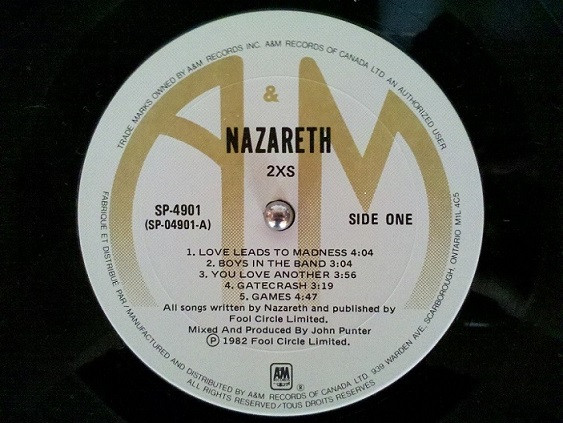 TRADE MARKS OWNED BY A&M RECORDS INC. A&M RECORDS OF CANADA LTD. AN AUTHORIZED USER.
A&M
NAZARETH
2XS
SP-4901
(SP-04901-A)
SIDE ONE
1. LOVE LEADS TO MADNESS 4:04
2. BOYS IN THE BAND 3:04
3. YOU LOVE ANOTHER 3:56
4. GATECRASH 3:19
5. GAMES 4:47
All songs written by Nazareth and published by
Fool Circle Limited.
Mixed And Produced By John Punter
Ⓟ 1982 Fool Circle Limited.
A&M
®
FABRIQUE ET DISTRIBUE PAR/MANUFACTURED AND DISTRIBUTED BY A&M RECORDS OF CANADA LTD. 939 WARDEN AVE, SCARBOROUGH, ONTARIO M1L 4C5
ALL RIGHTS RESERVED/TOUS DROITS RESERVES